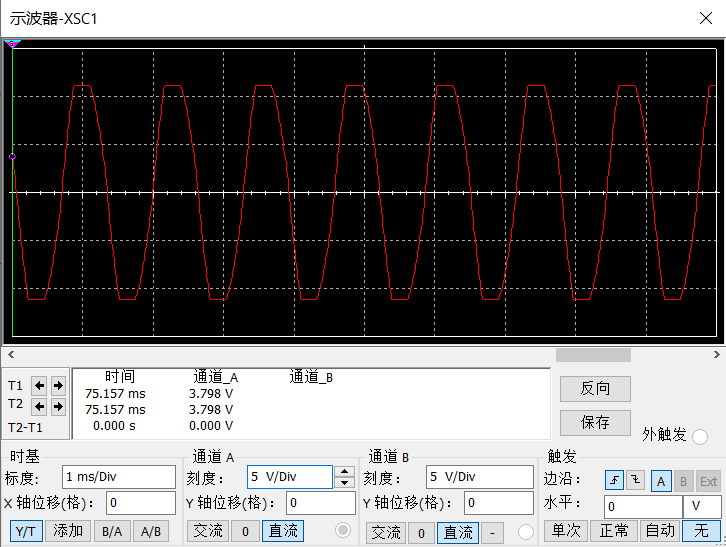 示波器-XSC1
T1
T2
T2-T1
时间 通道_A 通道_B
75.157 ms 3.798 V
75.157 ms 3.798 V
0.000 s 0.000 V
反向
保存
外触发
时基
标度: 1 ms/Div
X 轴位移(格): 0
Y/T 添加 B/A A/B
通道 A
刻度: 5 V/Div
Y 轴位移(格): 0
交流 0 直流
通道 B
刻度: 5 V/Div
Y 轴位移(格): 0
交流 0 直流 -
触发
边沿: A B Ext
水平: 0 V
单次 正常 自动 无